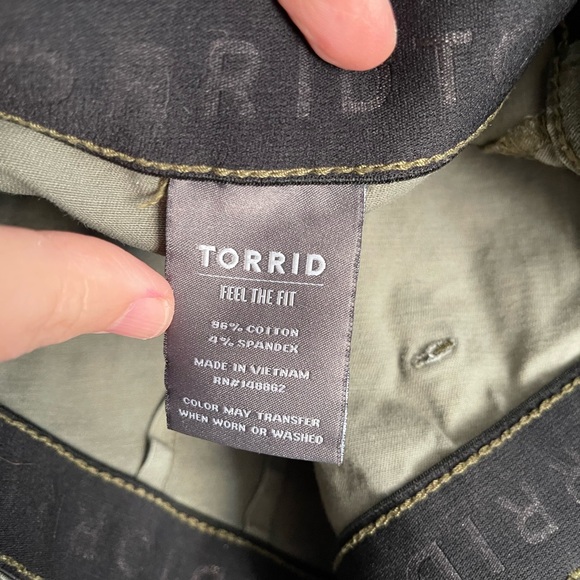 RIDT
TORRID
FEEL THE FIT
96% COTTON
4% SPANDEX
MADE IN VIETNAM
RN#148862
COLOR MAY TRANSFER
WHEN WORN OR WASHED